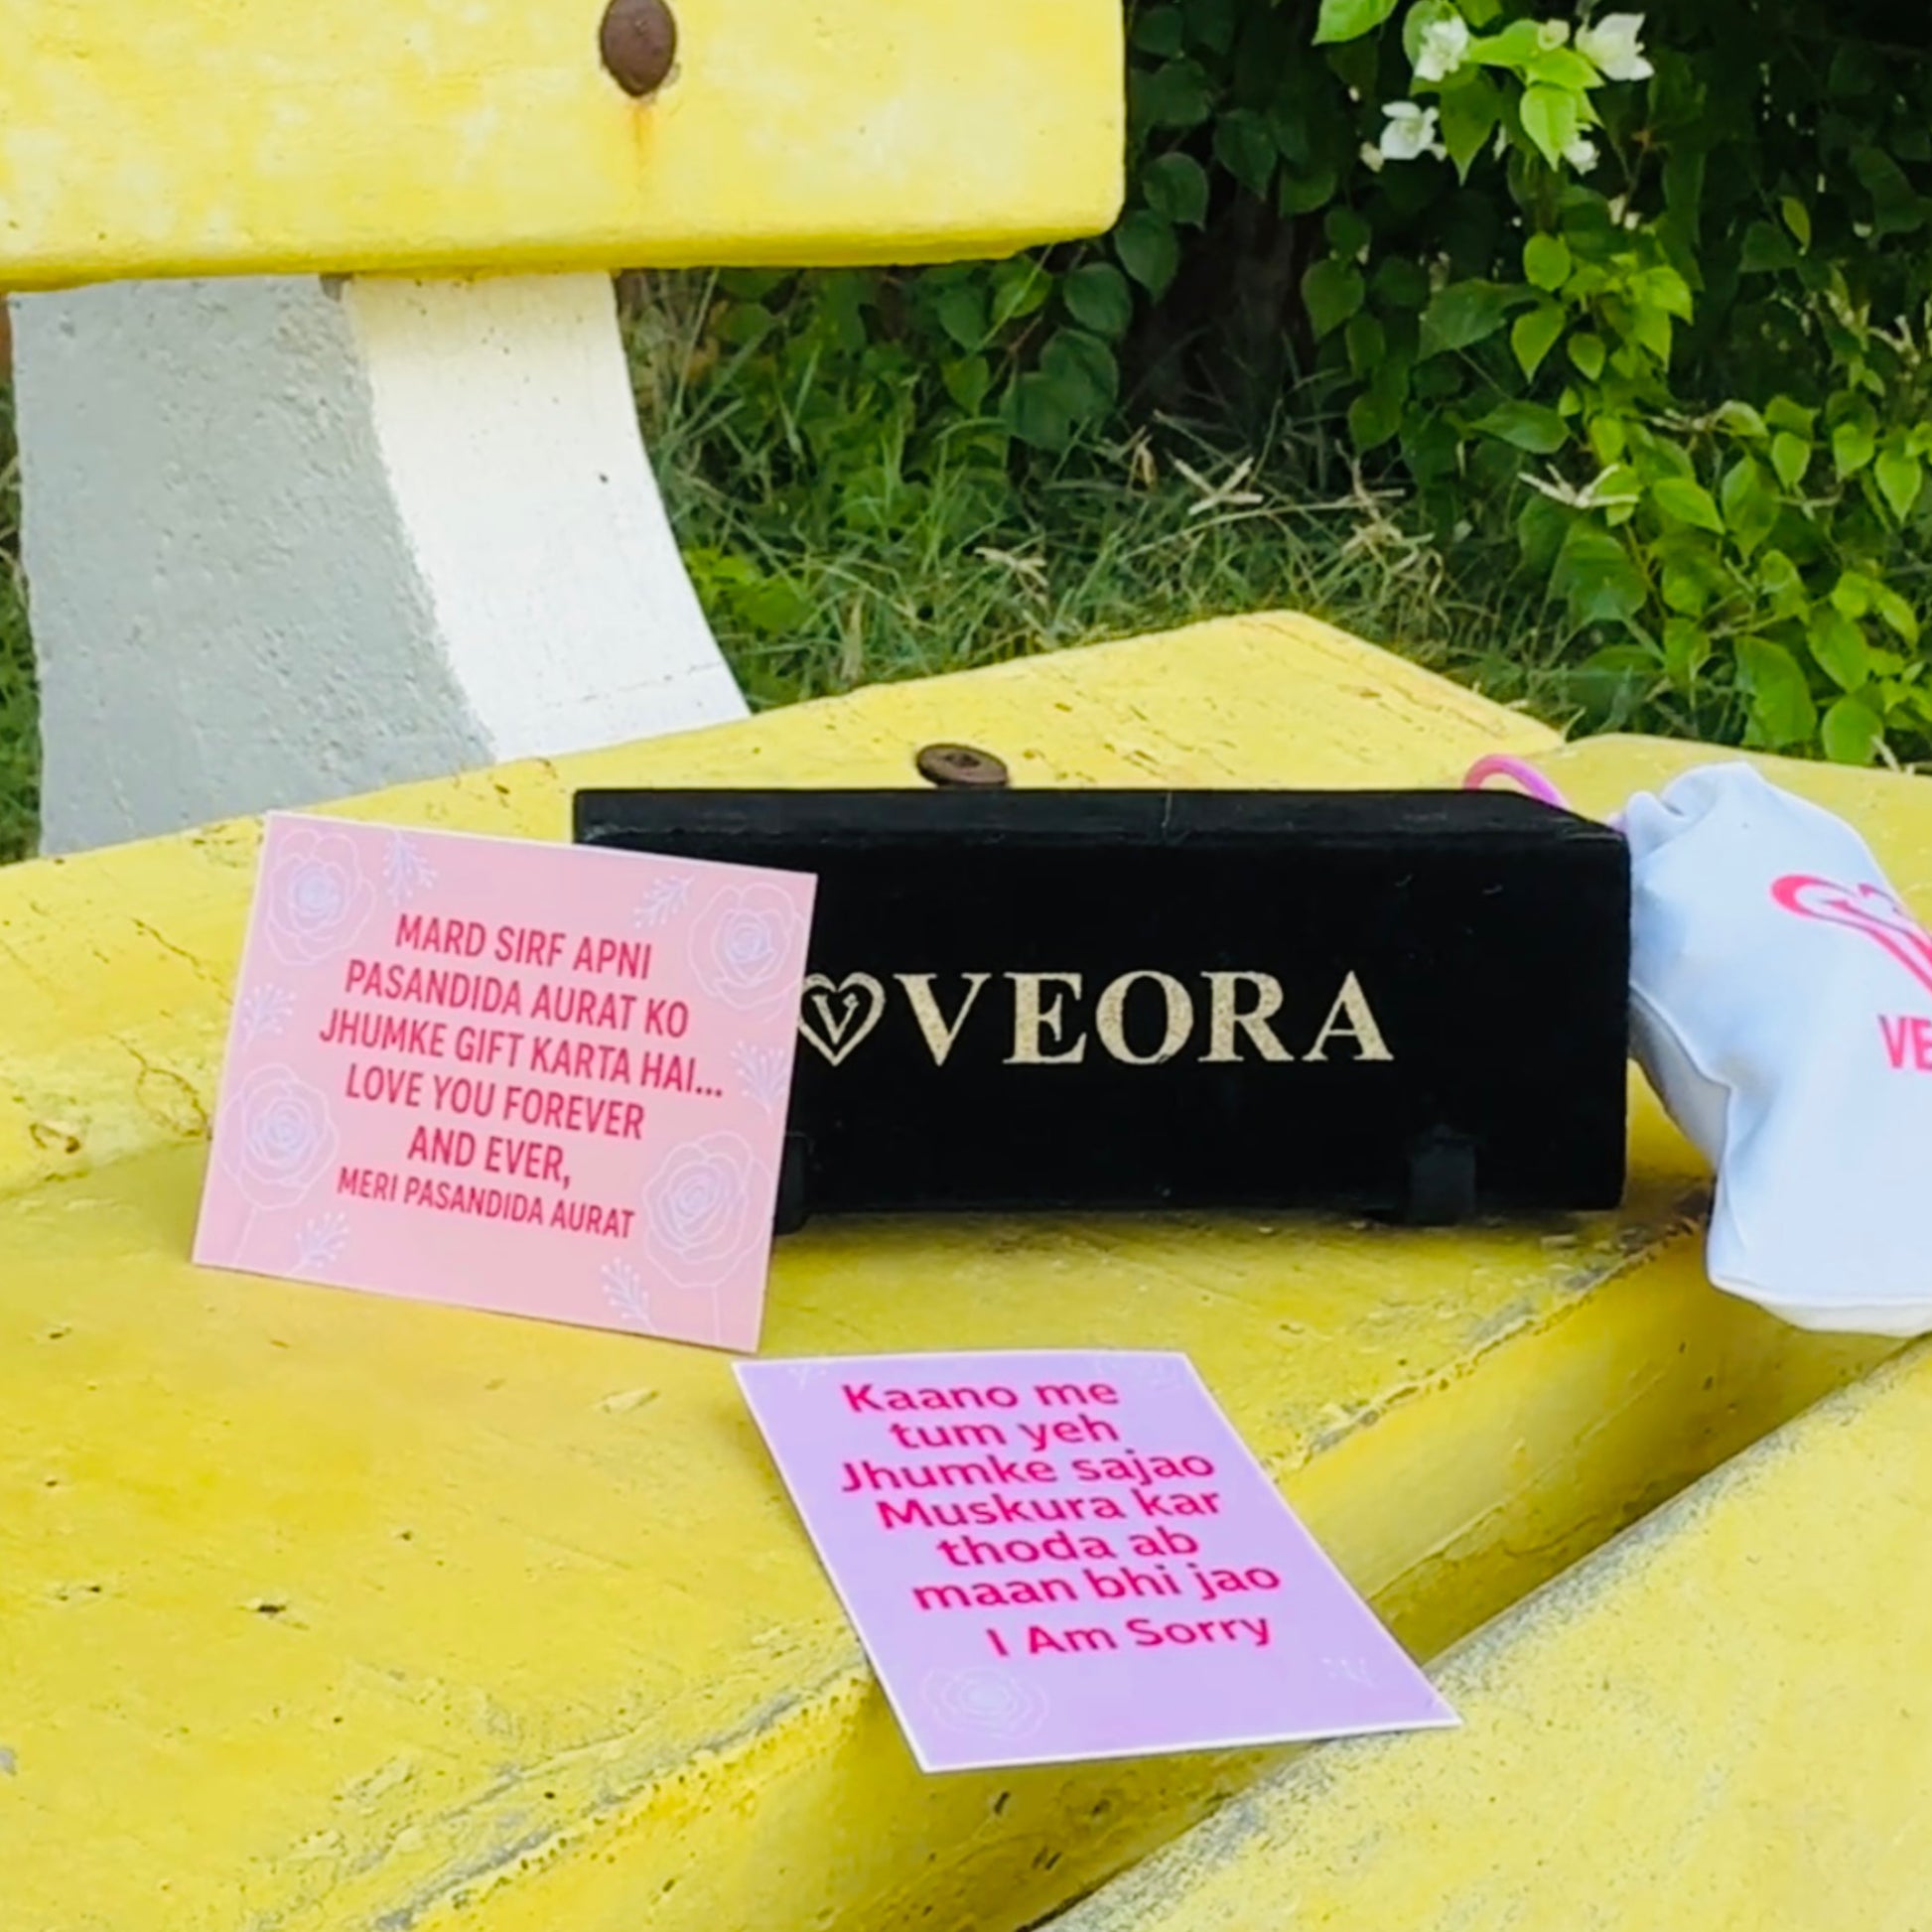 MARD SIRF APNI
PASANDIDA AURAT KO
JHUMKE GIFT KARTA HAI...
LOVE YOU FOREVER
AND EVER,
MERI PASANDIDA AURAT
VEORA
Kaano me
tum yeh
Jhumke sajao
Muskura kar
thoda ab
maan bhi jao
I Am Sorry